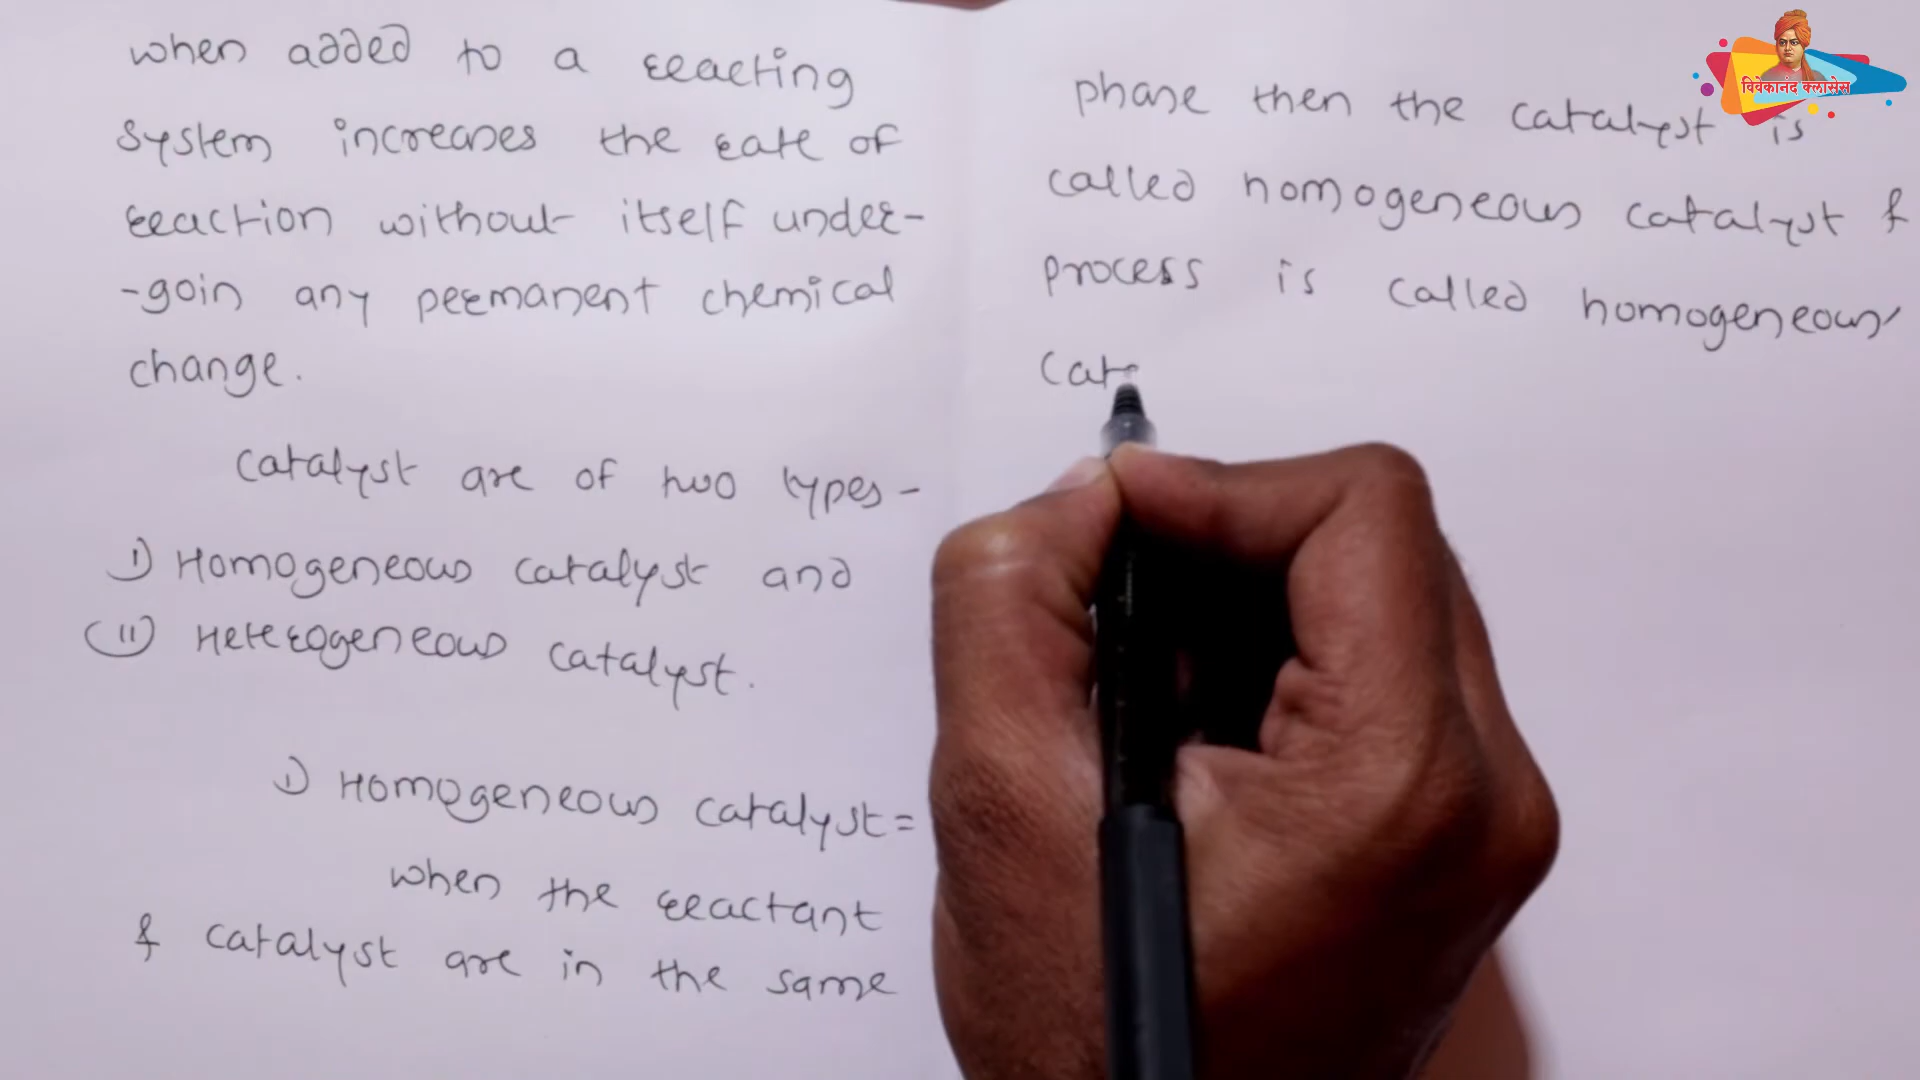 when added to a reacting
system increases the rate of
reaction without itself under-
-goin any permanent chemical
change.
catalyst are of two types-
I) Homogeneous catalyst and
(II) Heterogeneous catalyst.
I) Homogeneous catalyst=
when the reactant
& catalyst are in the same
phase then the catalyst is
called homogeneous catalyst &
process is called homogeneous
Cat
विवेकानंद क्लासेस